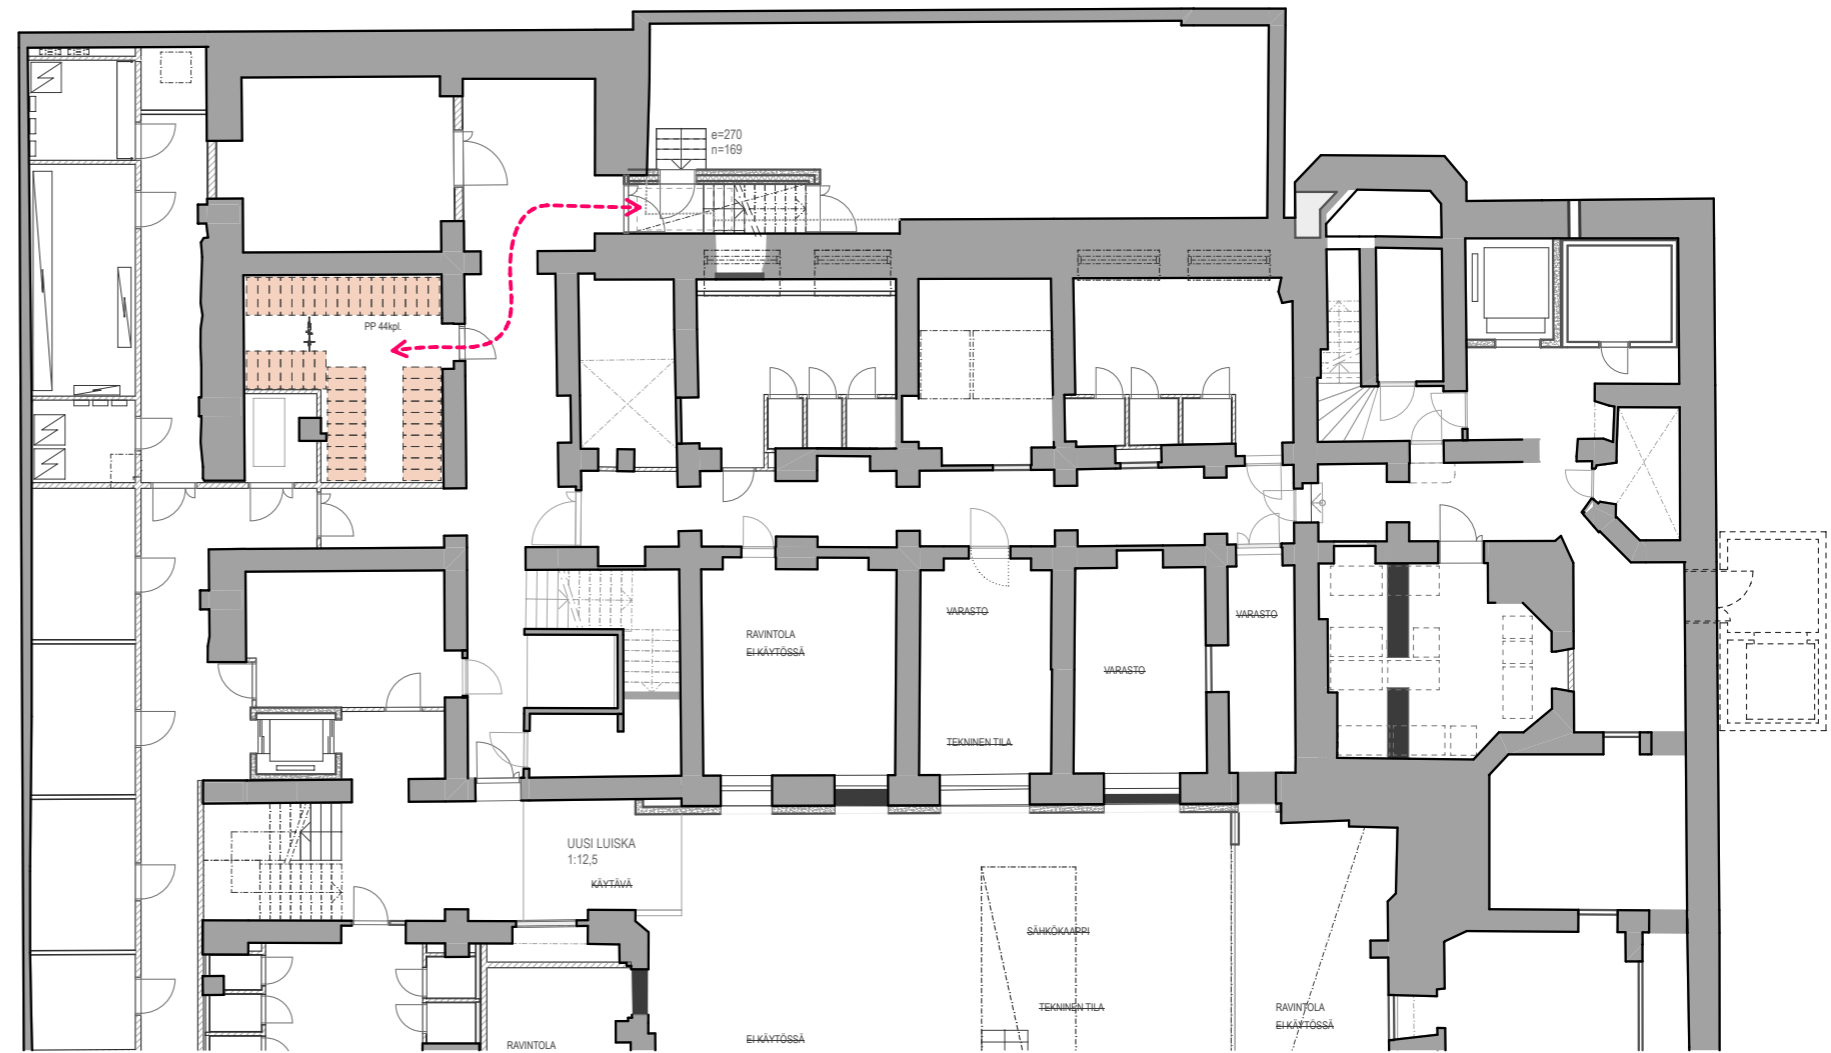 e=270
n=169
PP 44kpl.
VARASTO
VARASTO
RAVINTOLA
EI KÄYTÖSSÄ
VARASTO
TEKNINEN TILA
UUSI LUISKA
1:12,5
KÄYTÄVÄ
SÄHKÖKAAPPI
TEKNINEN TILA
RAVINTOLA
EI KÄYTÖSSÄ
EI KÄYTÖSSÄ
RAVINTOLA